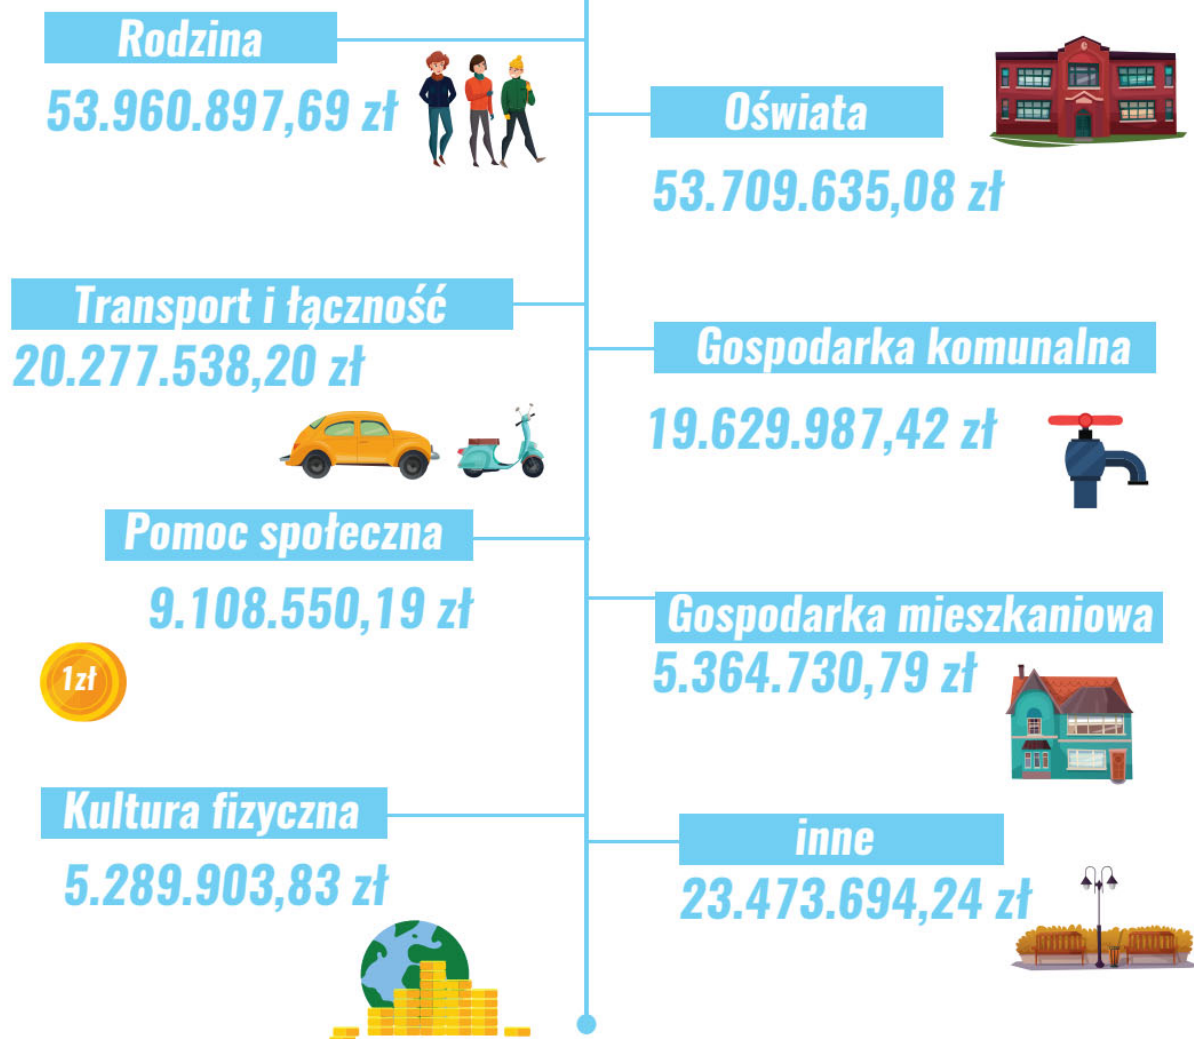 Rodzina
53.960.897,69 zł
Oświata
53.709.635,08 zł
Transport i łączność
20.277.538,20 zł
Gospodarka komunalna
19.629.987,42 zł
Pomoc społeczna
9.108.550,19 zł
Gospodarka mieszkaniowa
5.364.730,79 zł
1zł
Kultura fizyczna
5.289.903,83 zł
inne
23.473.694,24 zł